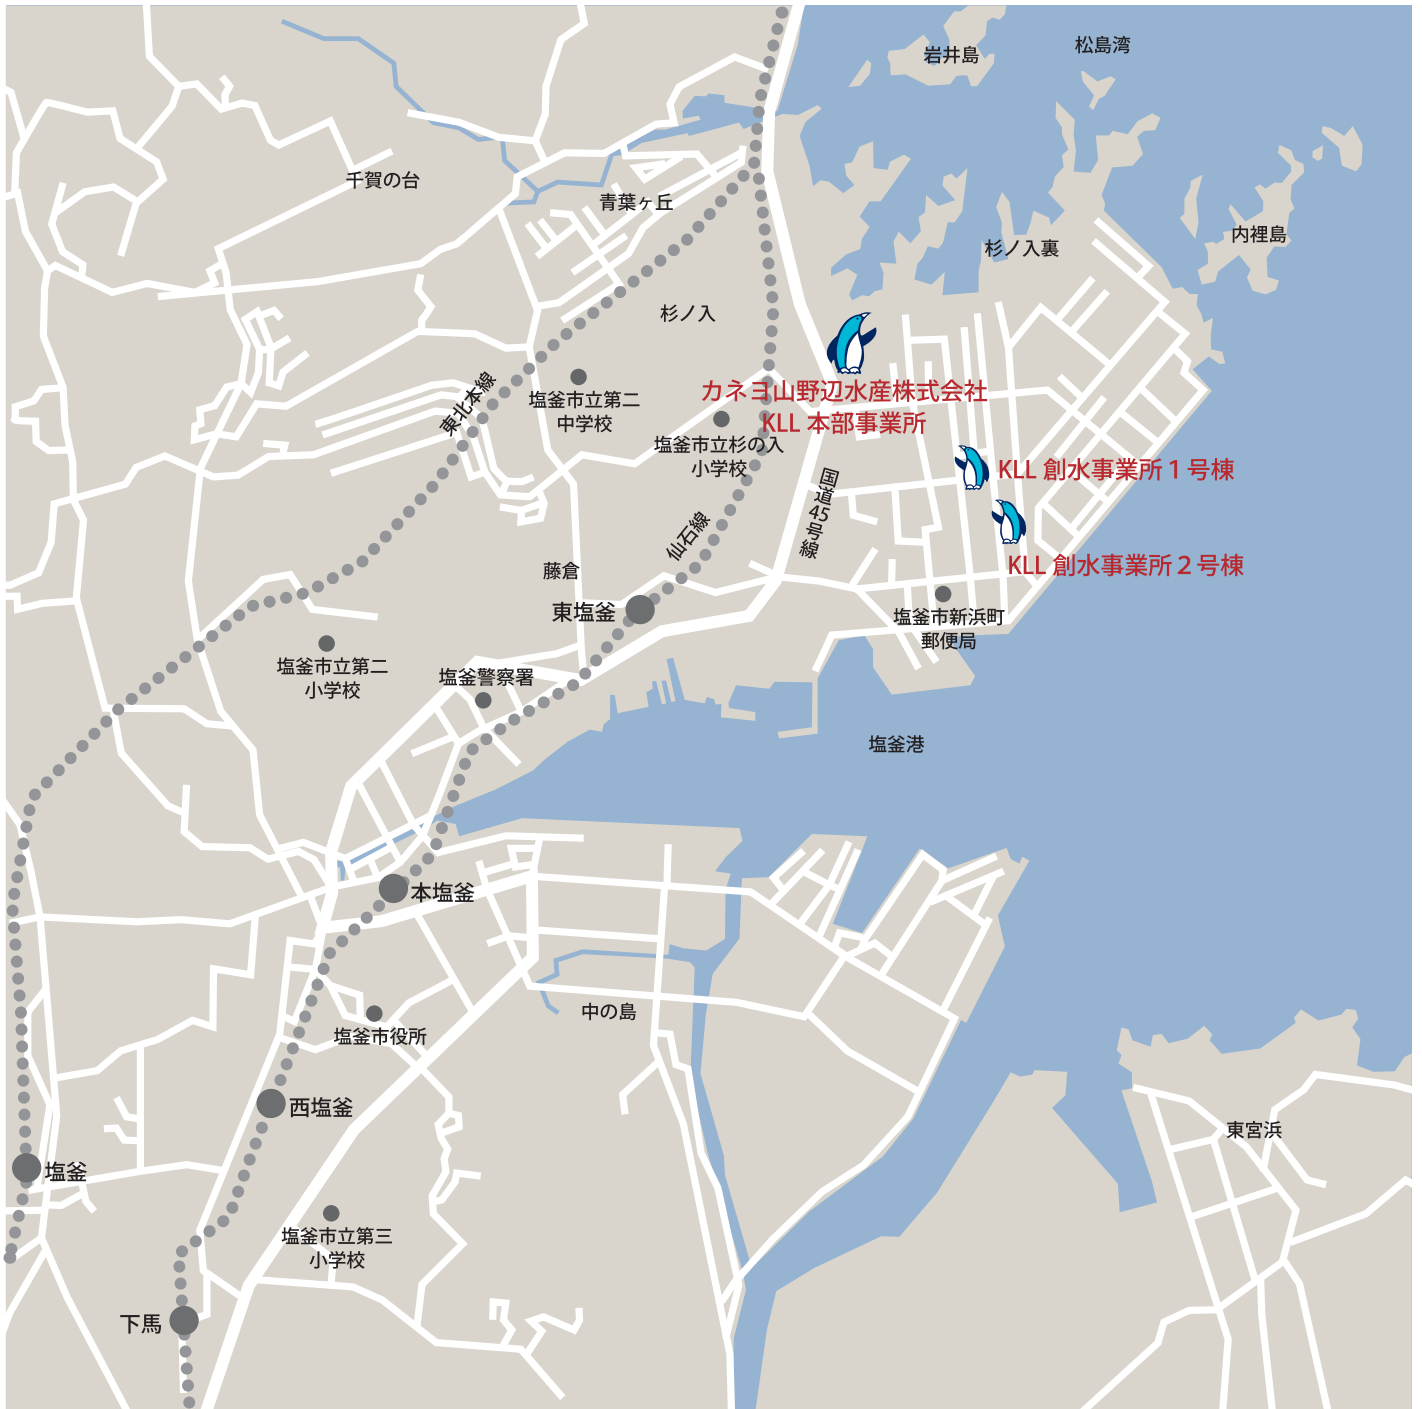 岩井島
松島湾
千賀の台
青葉ヶ丘
杉ノ入裏
内裡島
杉ノ入
カネヨ山野辺水産株式会社
KLL 本部事業所
東北本線
塩釜市立第二
中学校
塩釜市立杉の入
小学校
国道45号線
KLL 創水事業所１号棟
仙石線
KLL 創水事業所２号棟
藤倉
東塩釜
塩釜市新浜町
郵便局
塩釜市立第二
小学校
塩釜警察署
塩釜港
本塩釜
中の島
塩釜市役所
西塩釜
東宮浜
塩釜
塩釜市立第三
小学校
下馬